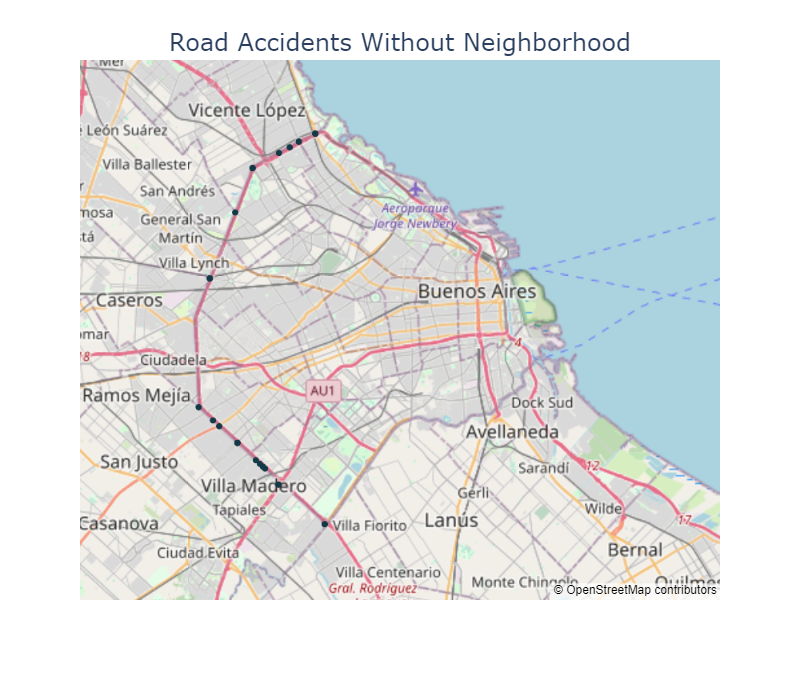 Road Accidents Without Neighborhood
Mer
Vicente López
e León Suárez
Villa Ballester
San Andrés
mosa
General San
Martín
Aeroparque
Jorge Newbery
stá
Villa Lynch
Buenos Aires
Caseros
omar
18
Ciudadela
4
AU1
Ramos Mejía
Dock Sud
Avellaneda
San Justo
Sarandí
12
Villa Madero
Gerli
Tapiales
Wilde
17
Casanova
Villa Fiorito
Lanús
Ciudad Evita
Bernal
Villa Centenario
Monte Chingolo
Quilmes
Gral. Rodríguez
© OpenStreetMap contributors